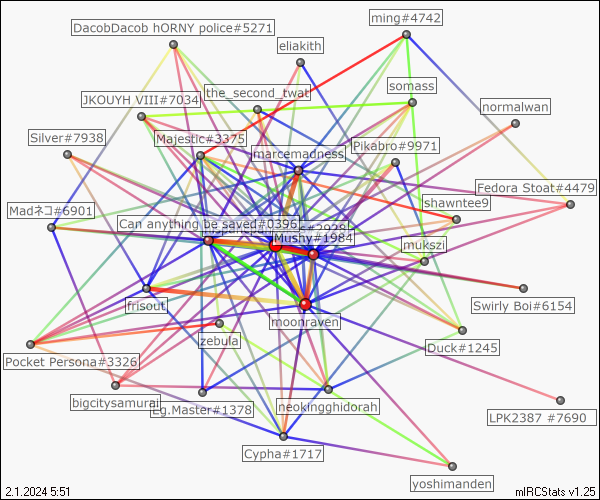 ming#4742
DacobDacob hORNY police#5271
eliakith
somass
the_second_twat
JKOUYH VIII#7034
normalwan
Silver#7938
Majestic#3375
Pikabro#9971
marcemadness
Fedora Stoat#4479
shawntee9
Madネコ#6901
Can anything be saved#0396
Mushy#1984
mukszi
frisout
Swirly Boi#6154
moonraven
zebula
Duck#1245
Pocket Persona#3326
bigcitysamurai
Eg.Master#1378
neokingghidorah
LPK2387 #7690
Cypha#1717
yoshimanden
2.1.2024 5:51
mIRCStats v1.25